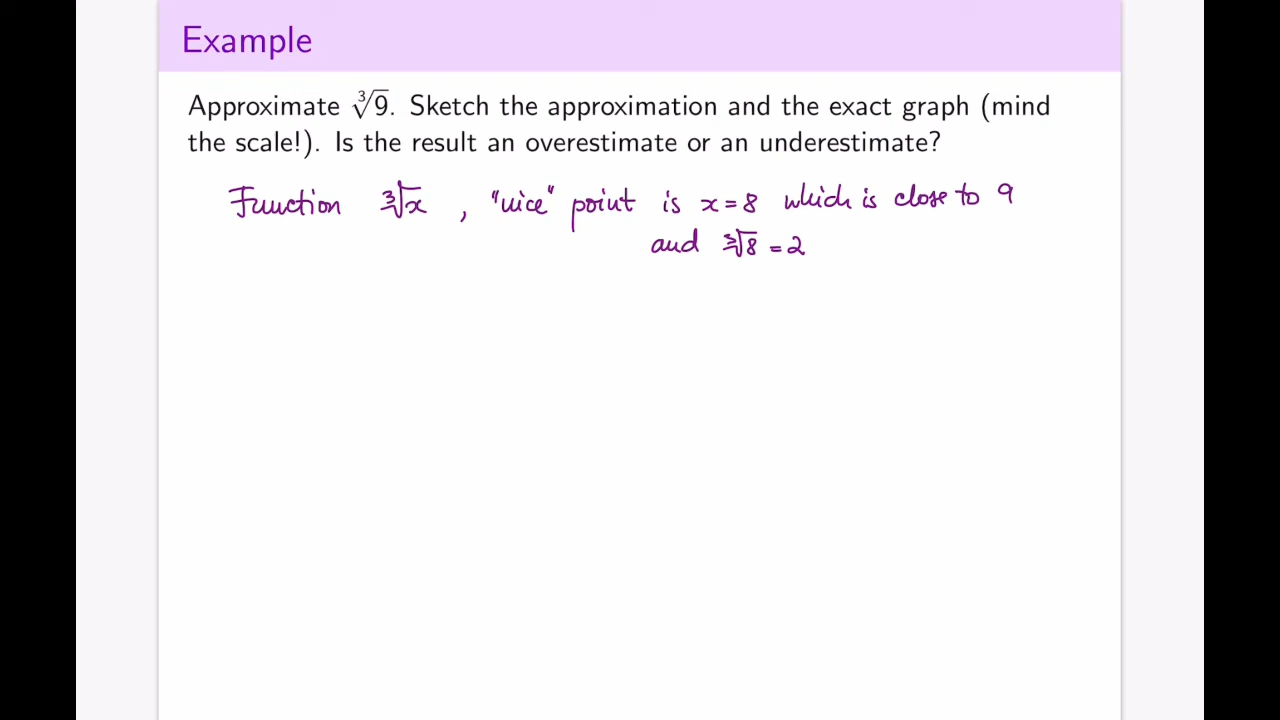 Example
Approximate ∛9. Sketch the approximation and the exact graph (mind
the scale!). Is the result an overestimate or an underestimate?
Function ∛x , "nice" point is x = 8 which is close to 9
and ∛8 = 2